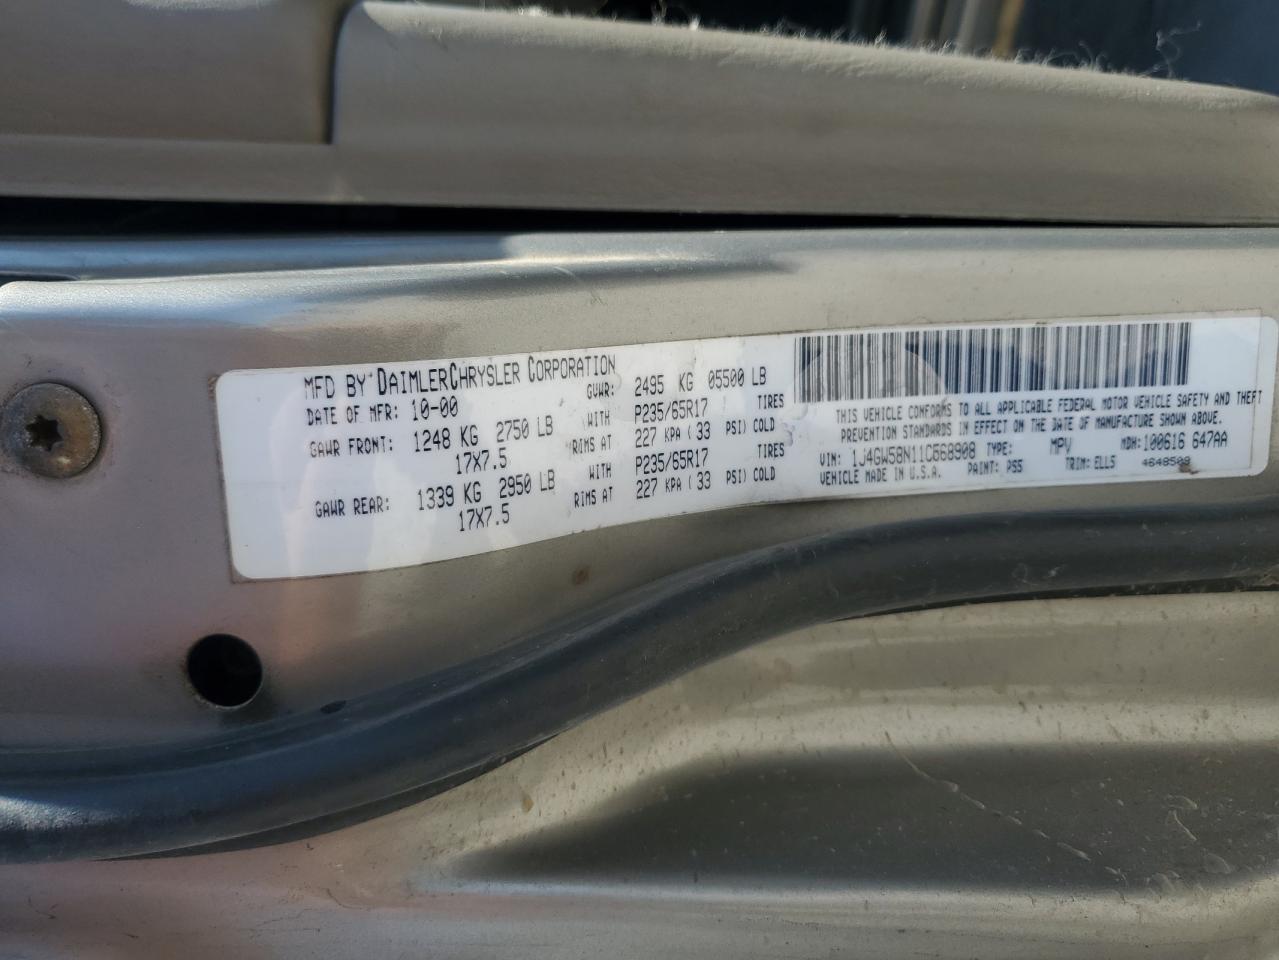 MFD BY DAIMLERCHRYSLER CORPORATION
DATE OF MFR: 10-00 GVWR: 2495 KG 05500 LB
GAWR FRONT: 1248 KG 2750 LB WITH P235/65R17 TIRES
17X7.5 RIMS AT 227 KPA ( 33 PSI) COLD
GAWR REAR: 1339 KG 2950 LB WITH P235/65R17 TIRES
17X7.5 RIMS AT 227 KPA ( 33 PSI) COLD
THIS VEHICLE CONFORMS TO ALL APPLICABLE FEDERAL MOTOR VEHICLE SAFETY AND THEFT
PREVENTION STANDARDS IN EFFECT ON THE DATE OF MANUFACTURE SHOWN ABOVE.
VIN: 1J4GW58N11C668908 TYPE: MPV MDH: 100616 647AA
VEHICLE MADE IN U.S.A. PAINT: PS5 TRIM: ELL5